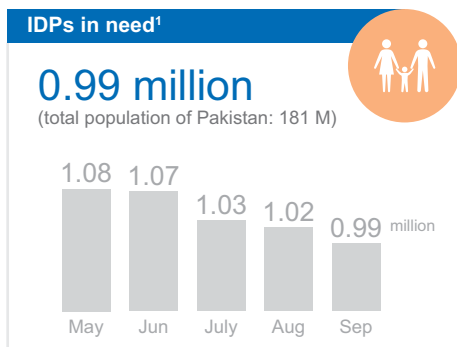 IDPs in need¹
0.99 million
(total population of Pakistan: 181 M)
1.08 1.07 1.03 1.02 0.99 million
May Jun July Aug Sep